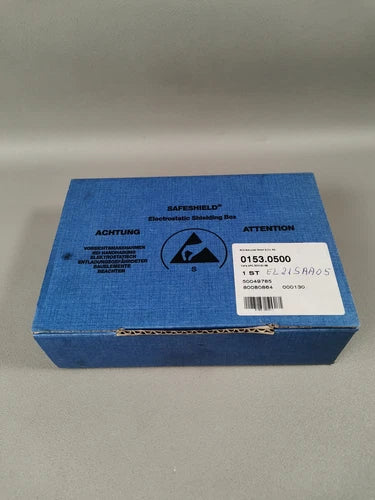 SAFESHIELD®
Electrostatic Shielding Box
ACHTUNG
VORSICHTSMASSNAHMEN
BEI HANDHABUNG
ELEKTROSTATISCH
ENTLADUNGSGEFÄHRDETER
BAUELEMENTE
BEACHTEN
S
ATTENTION
0153.0500
1 ST EL21SAA05
50049765
80080864 000130